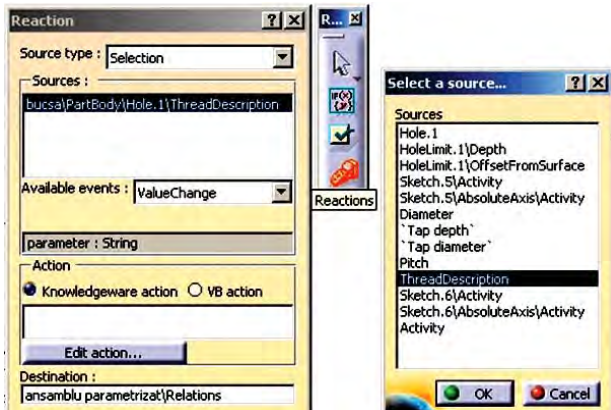 Reaction
Source type : Selection
Sources :
bucsa\PartBody\Hole.1\ThreadDescription
Available events : ValueChange
parameter : String
Action
Knowledgeware action VB action
Edit action...
Destination :
ansamblu parametrizat\Relations
R...
Reactions
Select a source...
Sources
Hole.1
HoleLimit.1\Depth
HoleLimit.1\OffsetFromSurface
Sketch.5\Activity
Sketch.5\AbsoluteAxis\Activity
Diameter
`Tap depth`
`Tap diameter`
Pitch
ThreadDescription
Sketch.6\Activity
Sketch.6\AbsoluteAxis\Activity
Activity
OK Cancel